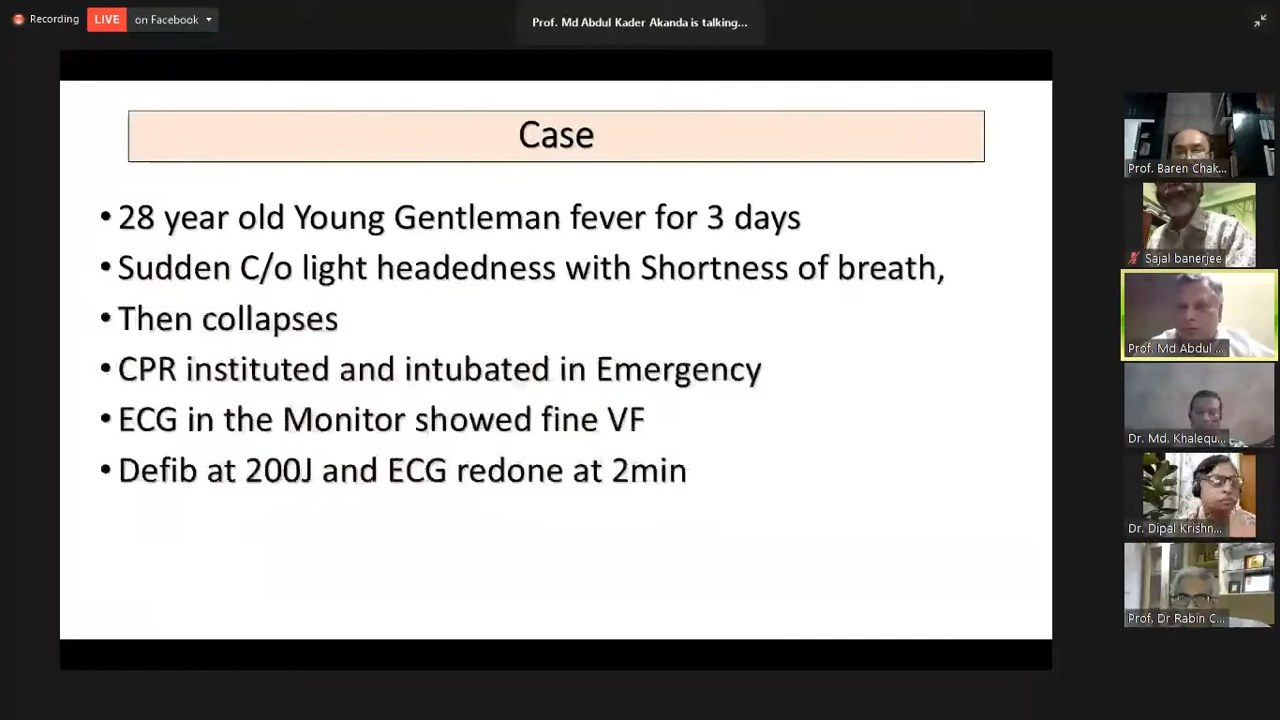 Recording
LIVE
on Facebook
Prof. Md Abdul Kader Akanda is talking...
Case
• 28 year old Young Gentleman fever for 3 days
• Sudden C/o light headedness with Shortness of breath,
• Then collapses
• CPR instituted and intubated in Emergency
• ECG in the Monitor showed fine VF
• Defib at 200J and ECG redone at 2min
Prof. Baren Chak...
Sajal banerjee
Prof. Md Abdul ...
Dr. Md. Khalequ...
Dr. Dipal Krishn...
Prof. Dr Rabin C...